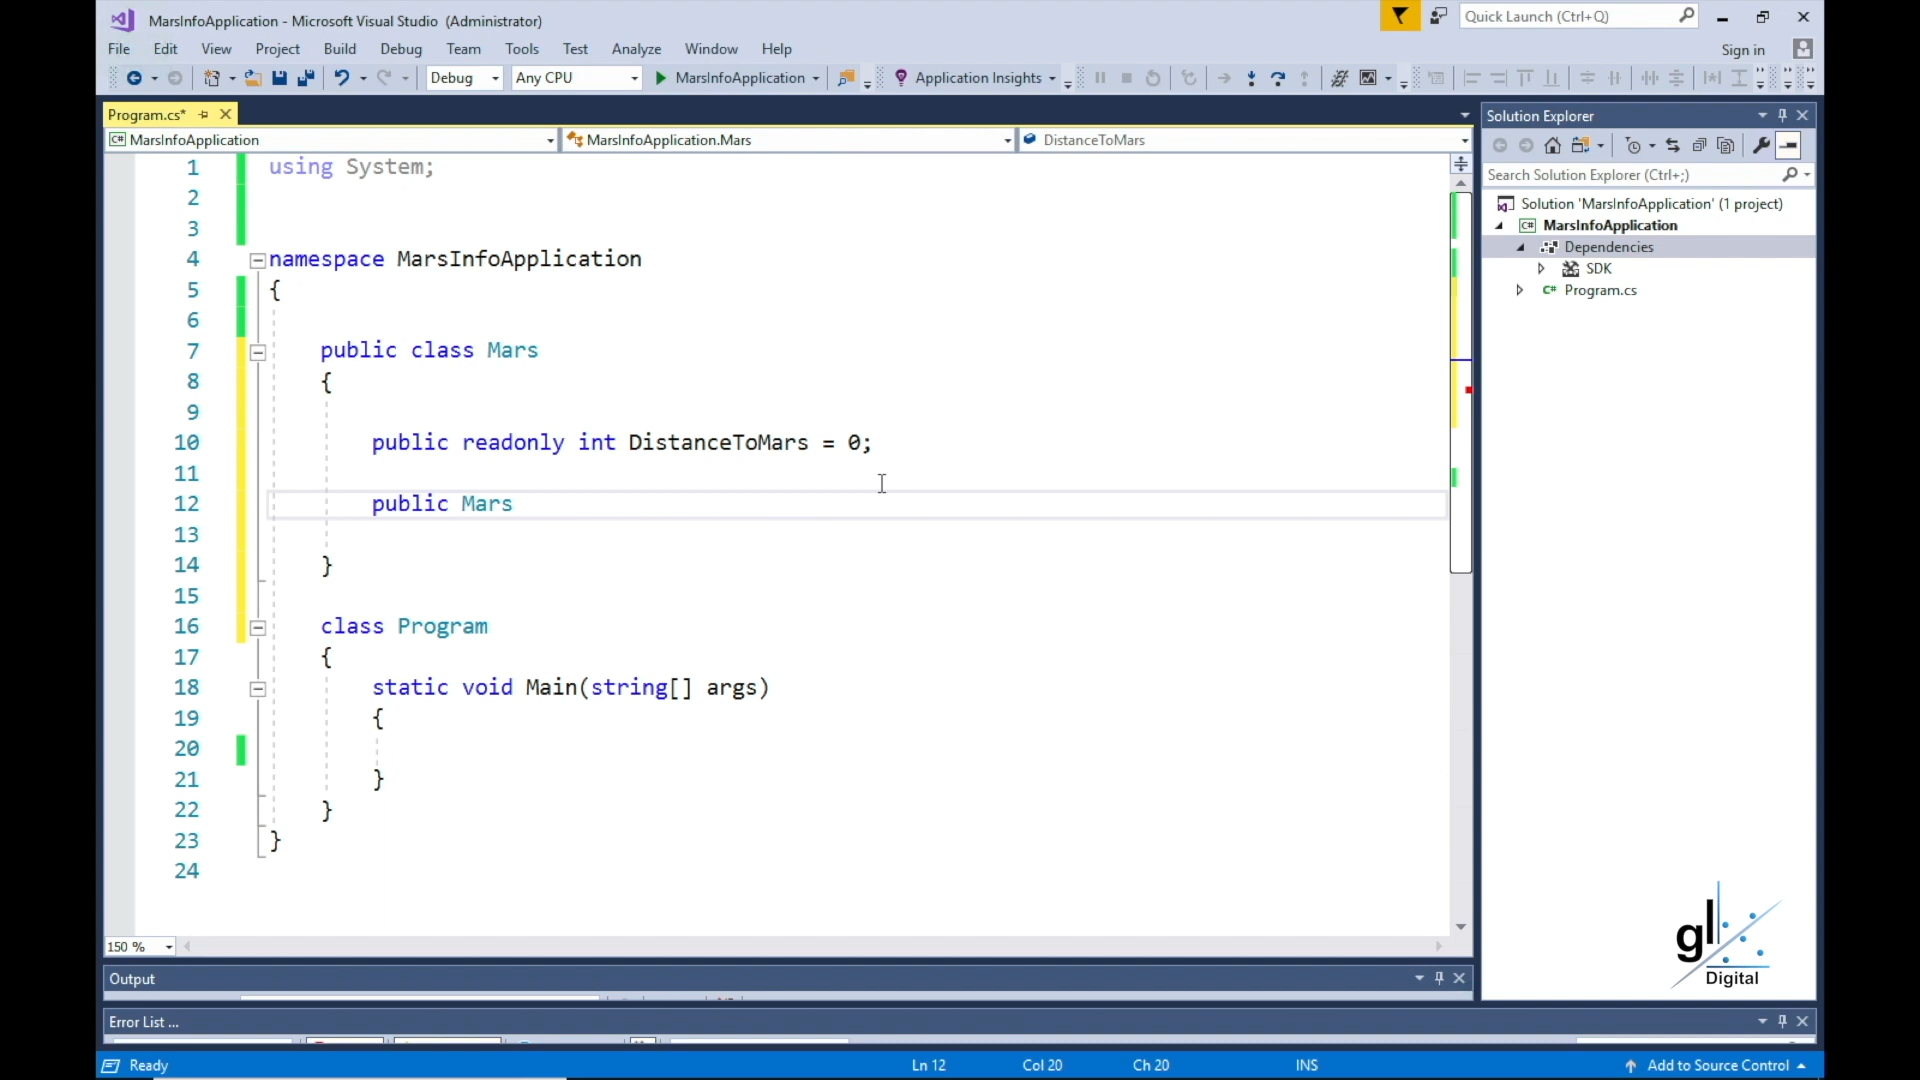 MarsInfoApplication - Microsoft Visual Studio (Administrator)
Quick Launch (Ctrl+Q)
File Edit View Project Build Debug Team Tools Test Analyze Window Help
Sign in
Debug Any CPU MarsInfoApplication Application Insights
Program.cs*
Solution Explorer
C# MarsInfoApplication MarsInfoApplication.Mars DistanceToMars
Search Solution Explorer (Ctrl+;)
Solution 'MarsInfoApplication' (1 project)
C# MarsInfoApplication
Dependencies
SDK
C# Program.cs
1 using System;
2
3
4 namespace MarsInfoApplication
5 {
6
7 public class Mars
8 {
9
10 public readonly int DistanceToMars = 0;
11
12 public Mars
13
14 }
15
16 class Program
17 {
18 static void Main(string[] args)
19 {
20
21 }
22 }
23 }
24
gl
Digital
150 %
Output
Error List ...
Ready Ln 12 Col 20 Ch 20 INS Add to Source Control